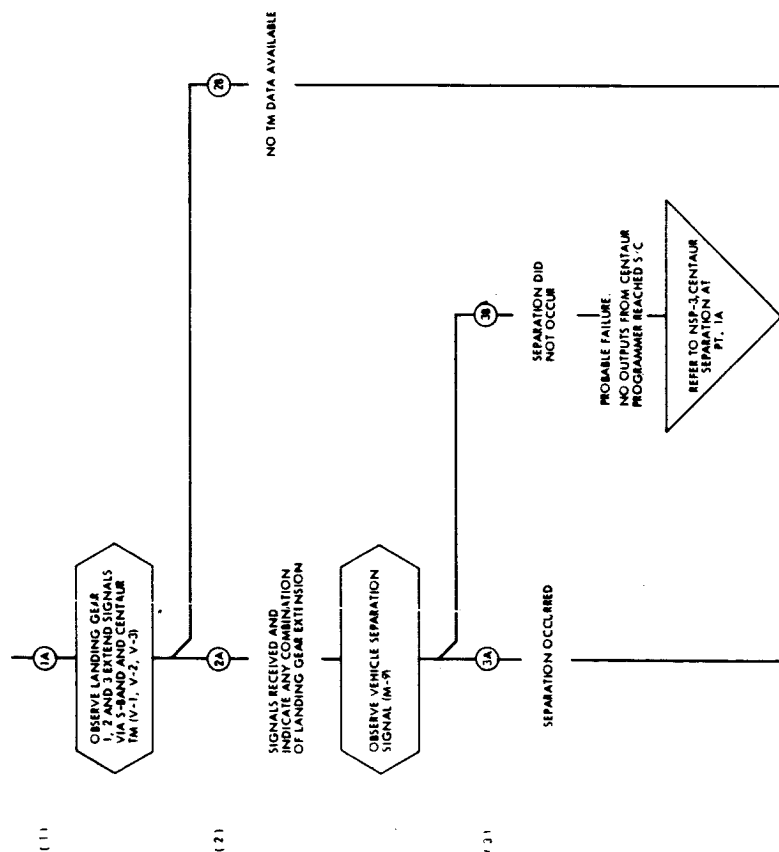 ( 1 )
1A
OBSERVE LANDING GEAR
1, 2 AND 3 EXTEND SIGNALS
VIA S-BAND AND CENTAUR
TM (V-1, V-2, V-3)
( 2 )
2A
2B
SIGNALS RECEIVED AND
INDICATE ANY COMBINATION
OF LANDING GEAR EXTENSION
NO TM DATA AVAILABLE
OBSERVE VEHICLE SEPARATION
SIGNAL (M-9)
( 3 )
3A
3B
SEPARATION OCCURRED
SEPARATION DID
NOT OCCUR
PROBABLE FAILURE.
NO OUTPUTS FROM CENTAUR
PROGRAMMER REACHED S/C
REFER TO NSP-3, CENTAUR
SEPARATION AT
PT. 1A